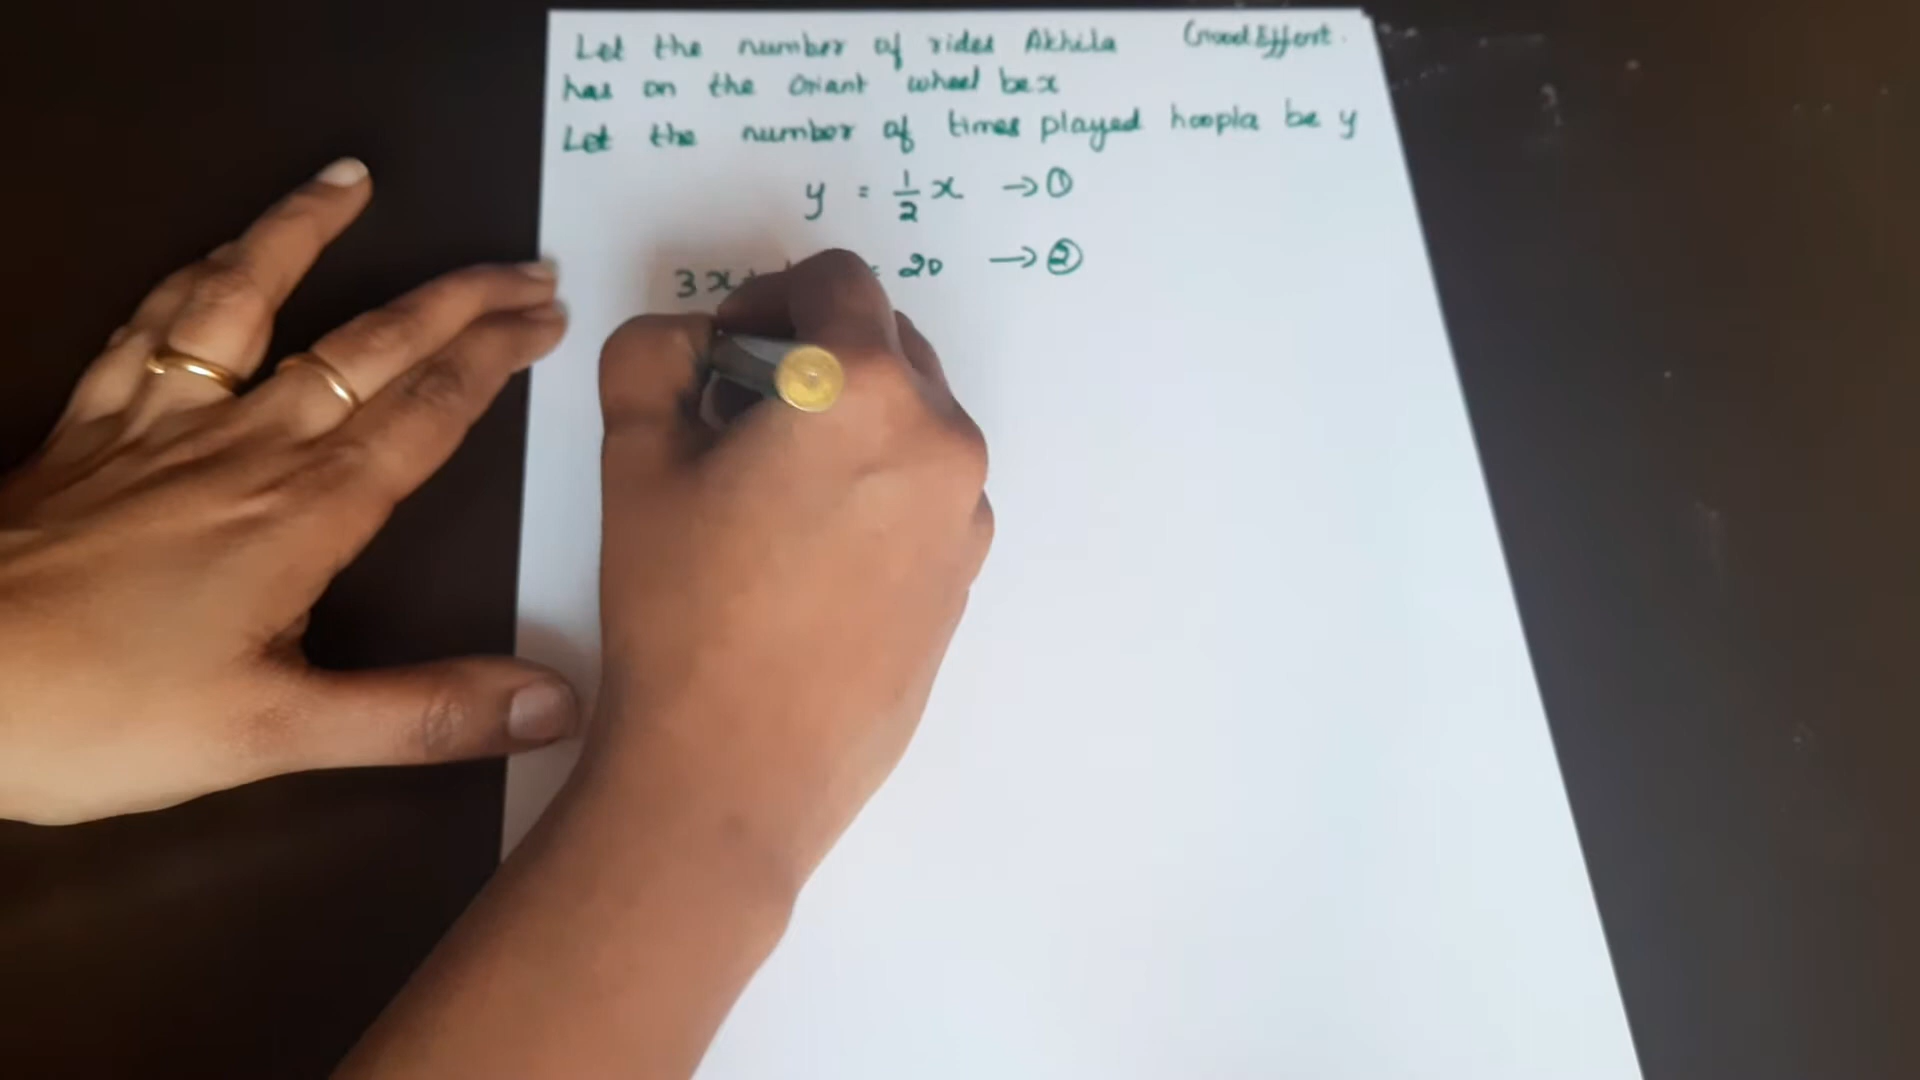 Let the number of rides Akhila Good Effort.
has on the Giant wheel be x
Let the number of times played hoopla be y
y = 1/2 x → ①
3x+ = 20 → ②